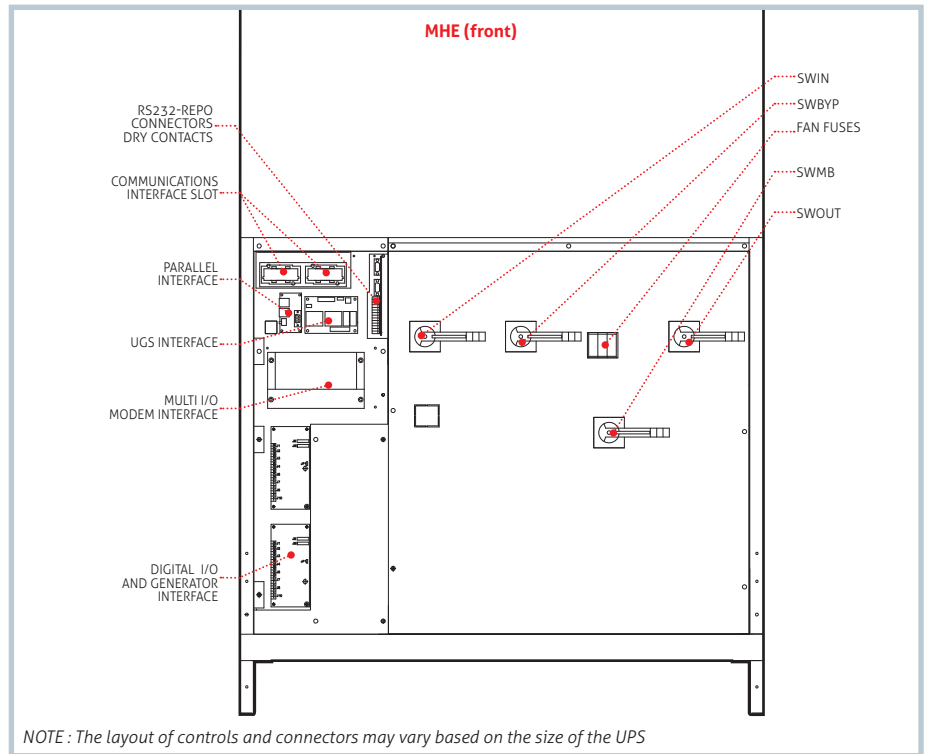 MHE (front)
RS232-REPO
CONNECTORS
DRY CONTACTS
COMMUNICATIONS
INTERFACE SLOT
PARALLEL
INTERFACE
UGS INTERFACE
MULTI I/O
MODEM INTERFACE
DIGITAL I/O
AND GENERATOR
INTERFACE
SWIN
SWBYP
FAN FUSES
SWMB
SWOUT
NOTE : The layout of controls and connectors may vary based on the size of the UPS